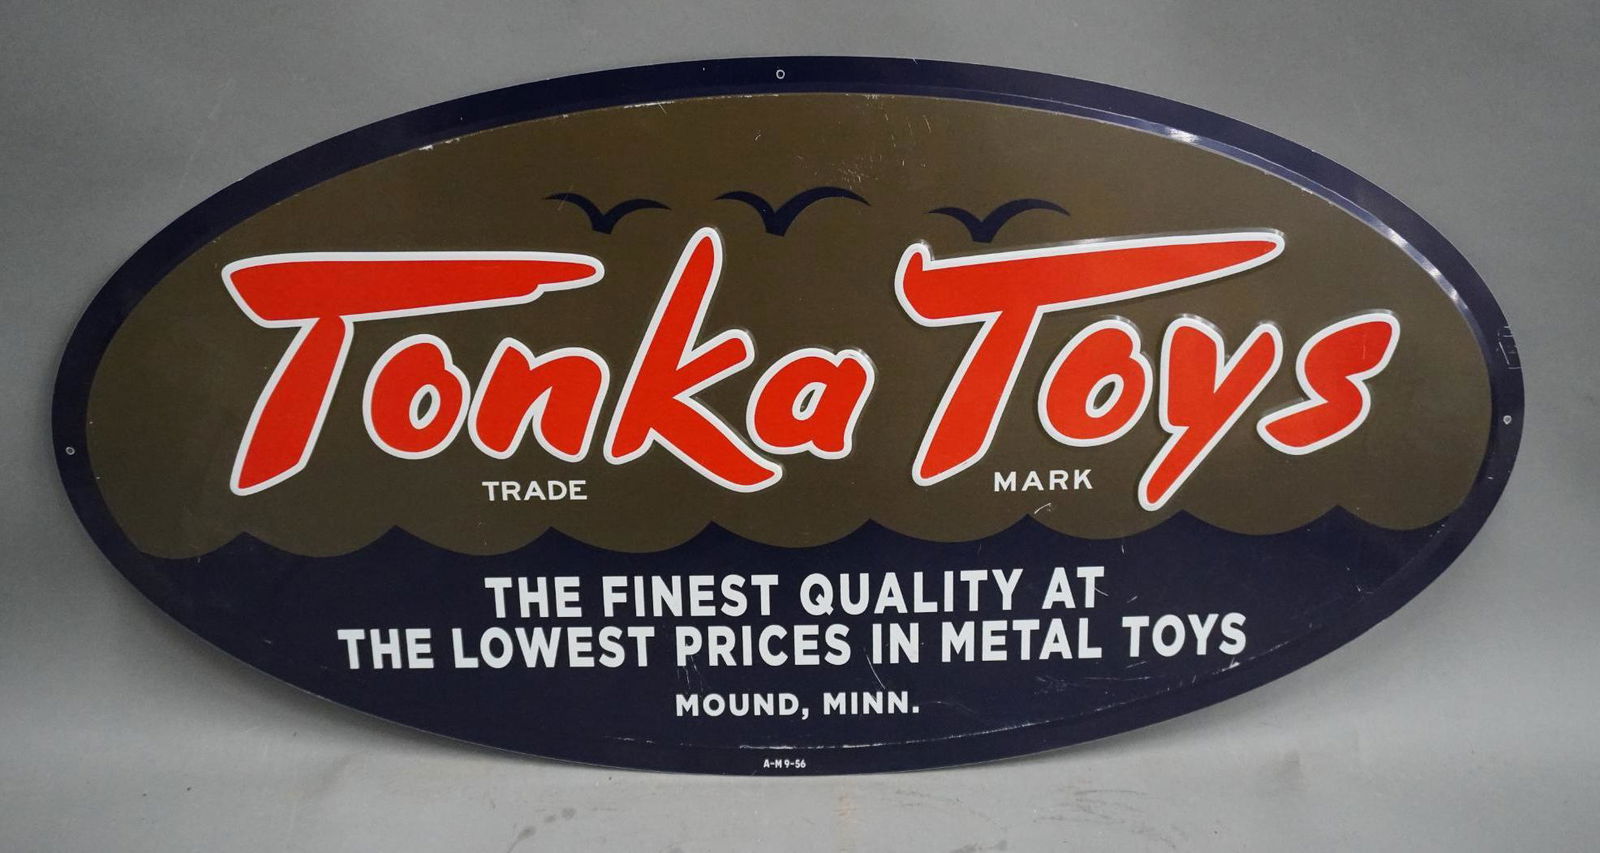 Tonka Toys
TRADE MARK
THE FINEST QUALITY AT
THE LOWEST PRICES IN METAL TOYS
MOUND, MINN.
A-M 9-56